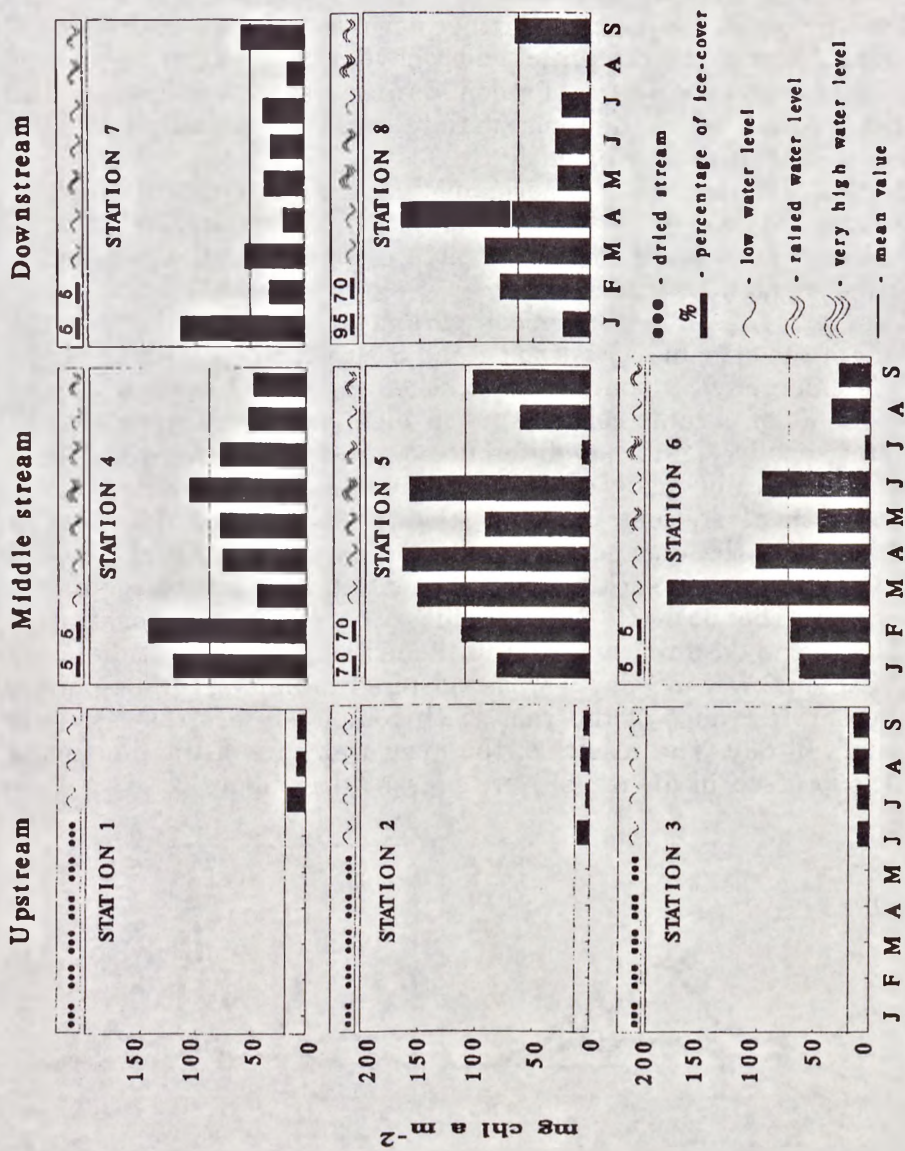 Upstream
Middle stream
Downstream
STATION 1
5 5
STATION 4
5 5
STATION 7
150
100
50
0
STATION 2
70 70
STATION 5
95 70
STATION 8
200
150
100
50
0
mg chl a m-2
STATION 3
5 5
STATION 6
200
150
100
50
0
J F M A M J J A S
J F M A M J J A S
J F M A M J J A S
- dried stream
% - percentage of ice-cover
- low water level
- raised water level
- very high water level
- mean value